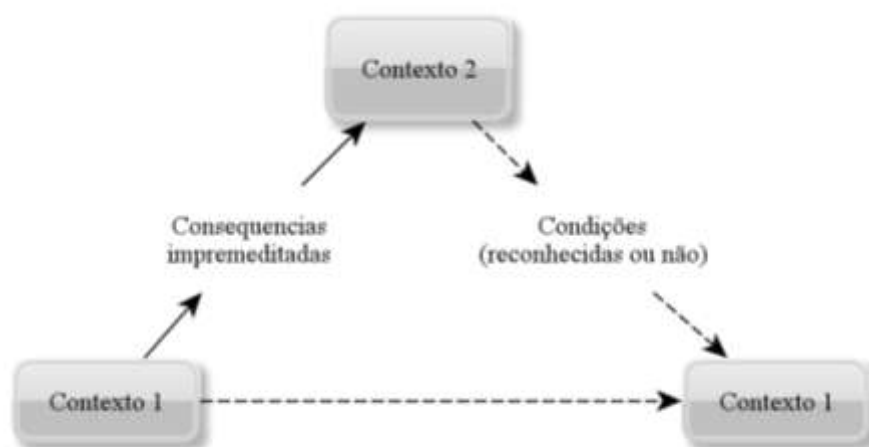 Contexto 2
Consequencias
impremeditadas
Condições
(reconhecidas ou não)
Contexto 1
Contexto 1